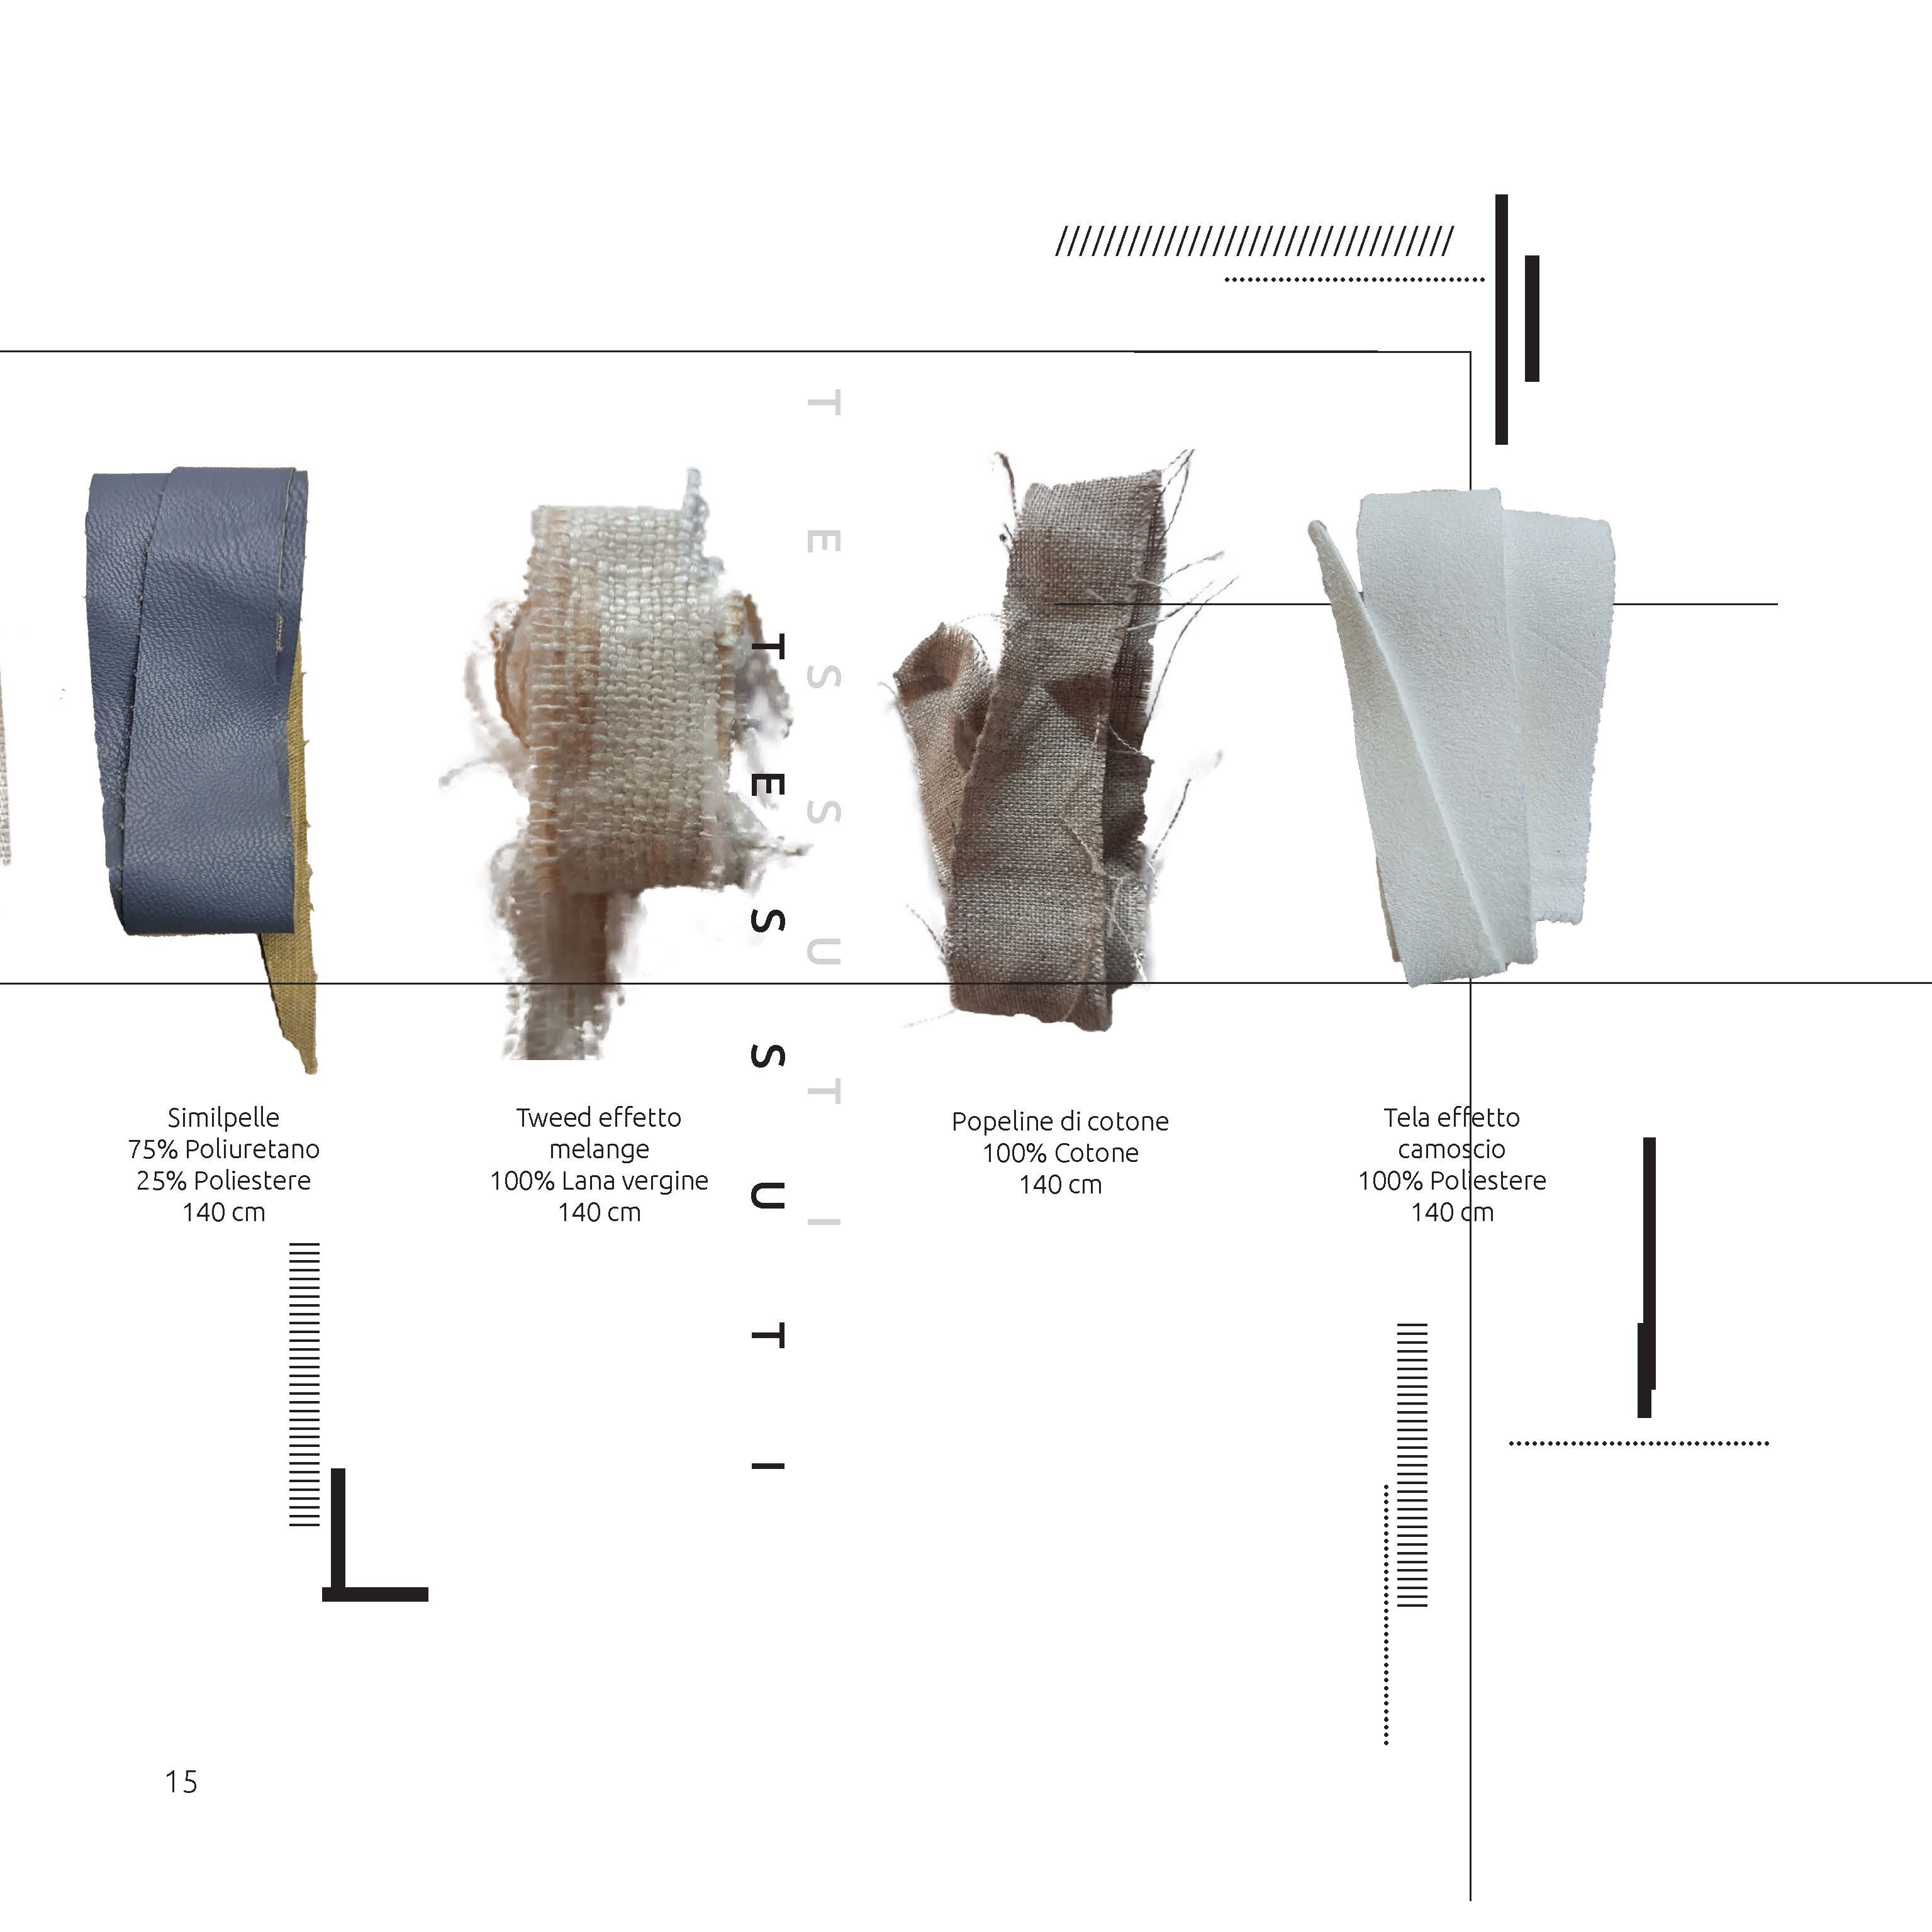 TESSUTI
TESSUTI
Similpelle
75% Poliuretano
25% Poliestere
140 cm
Tweed effetto
melange
100% Lana vergine
140 cm
Popeline di cotone
100% Cotone
140 cm
Tela effetto
camoscio
100% Poliestere
140 cm
15